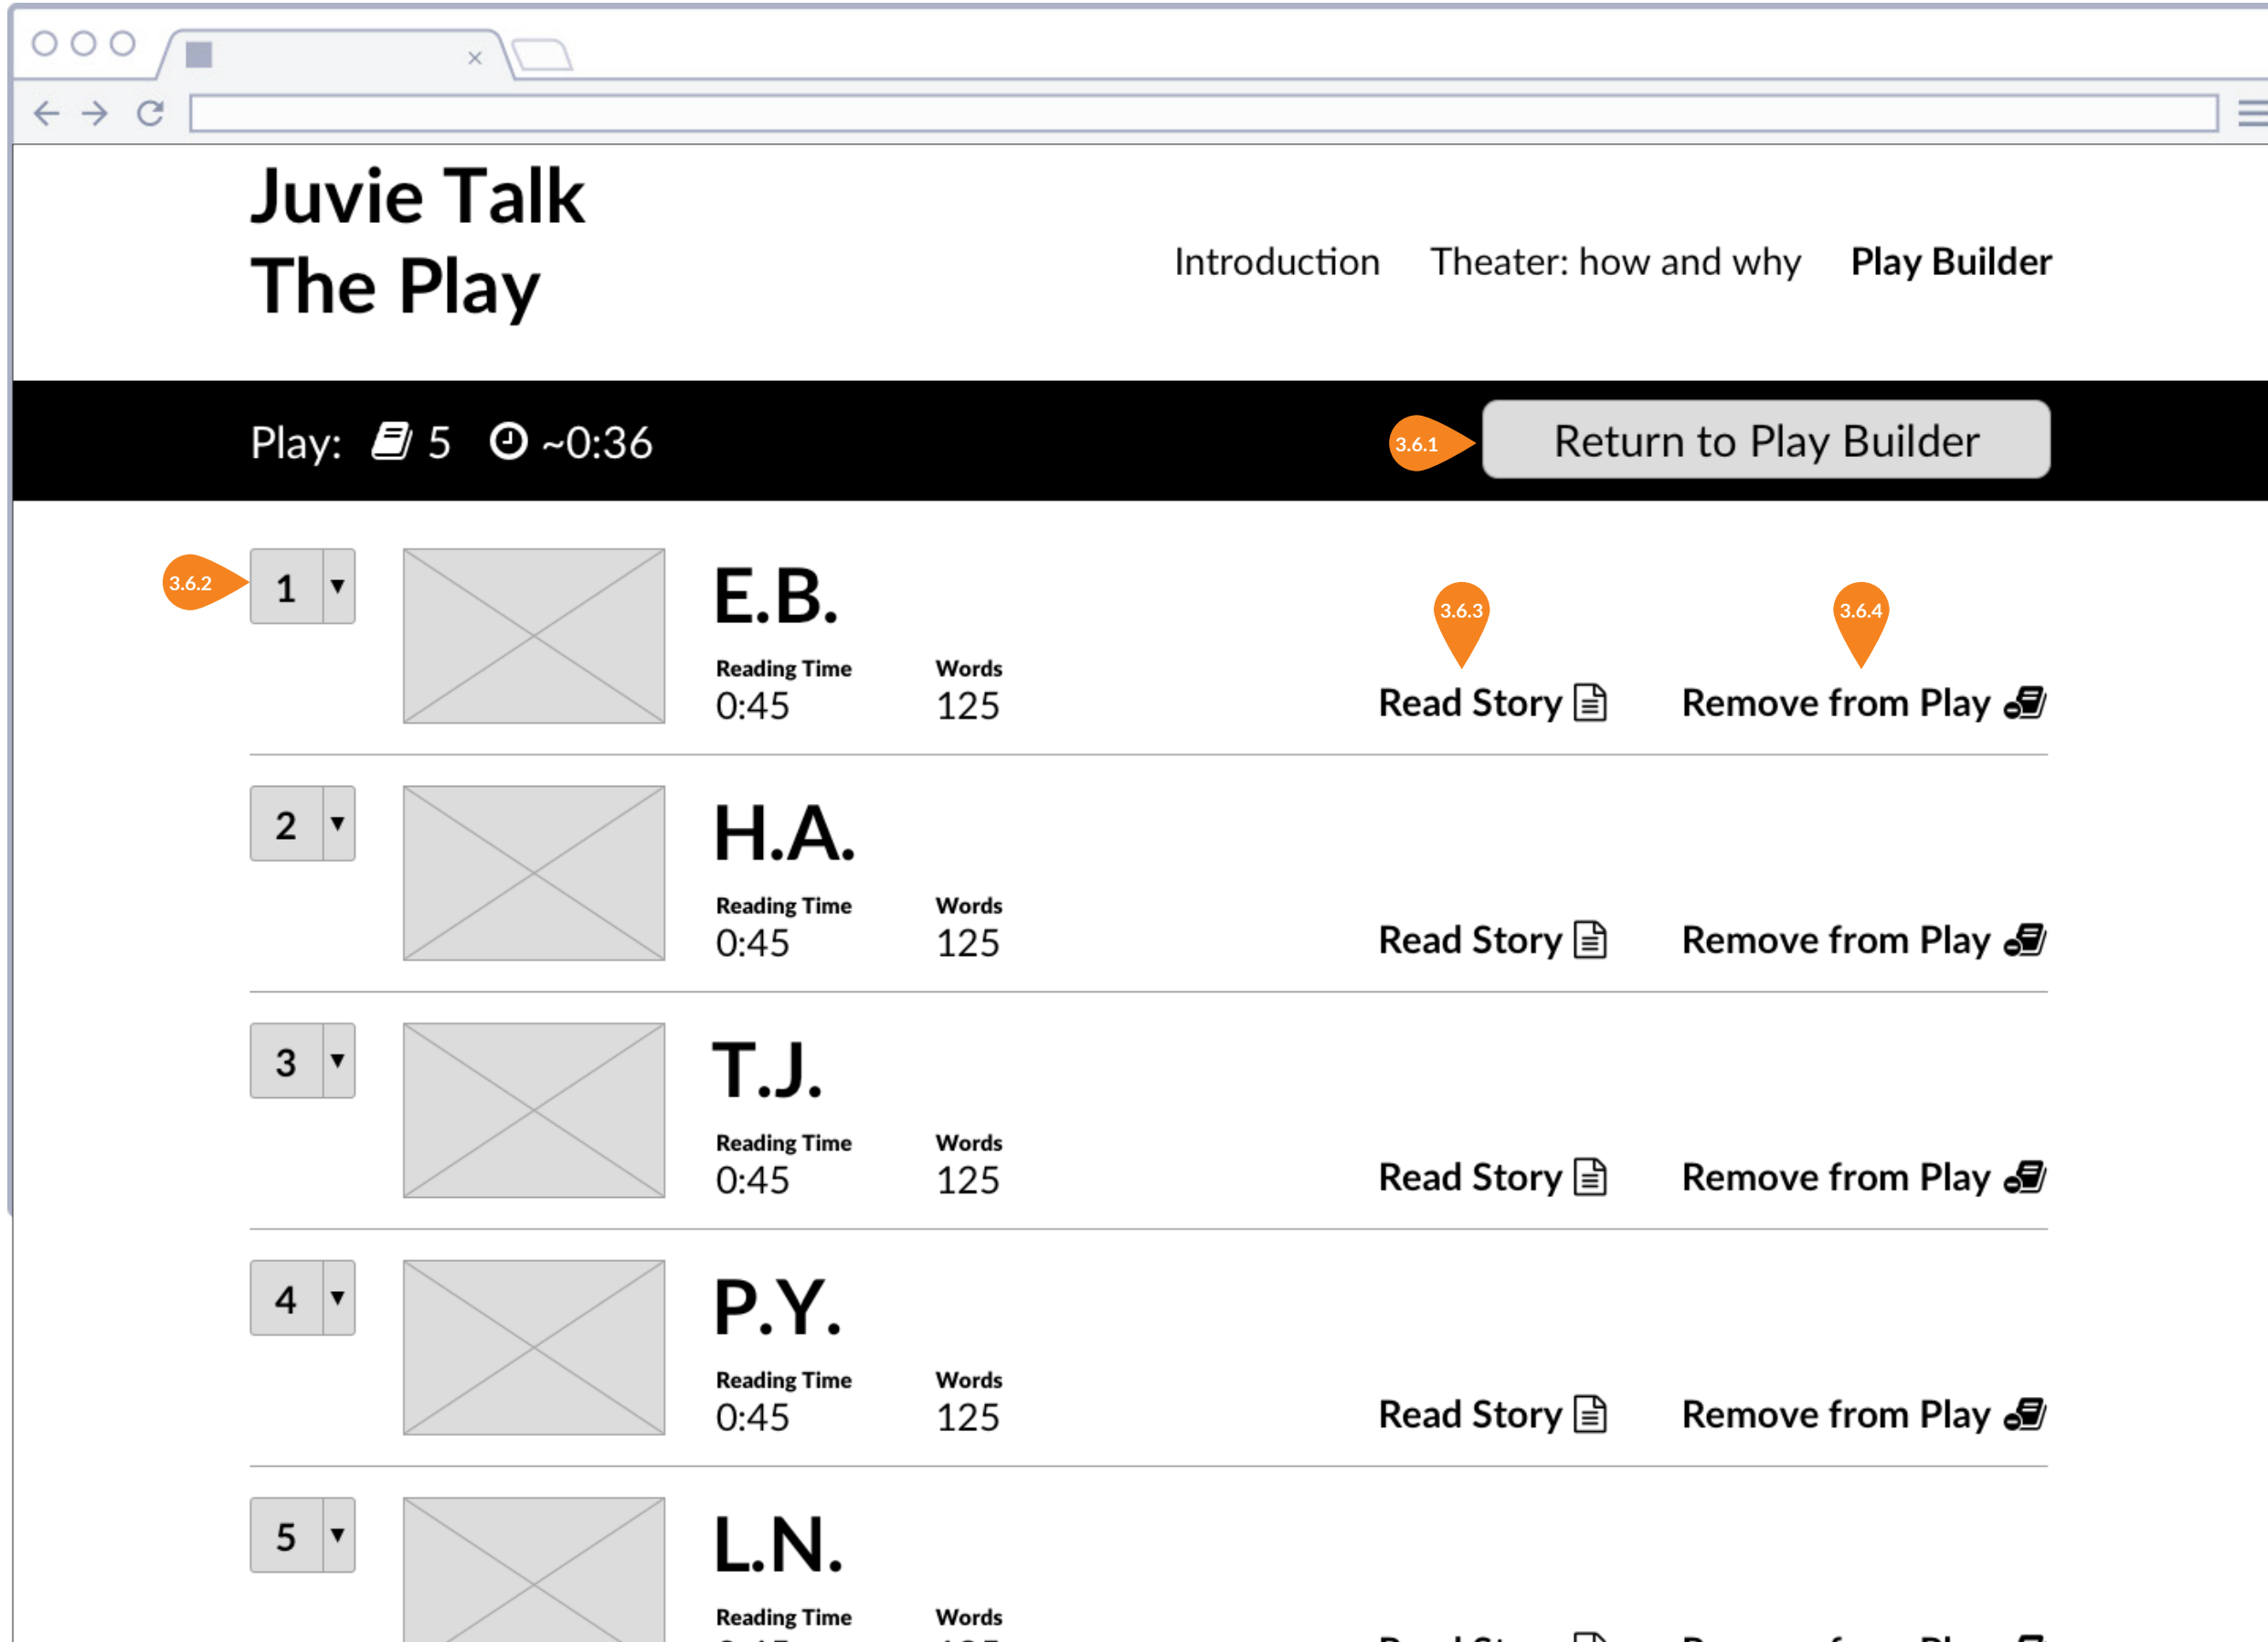 Juvie Talk
The Play
Introduction Theater: how and why Play Builder
Play: 5 ~0:36 3.6.1 Return to Play Builder
3.6.2 1 E.B. 3.6.3 3.6.4
Reading Time Words
0:45 125 Read Story Remove from Play
2 H.A.
Reading Time Words
0:45 125 Read Story Remove from Play
3 T.J.
Reading Time Words
0:45 125 Read Story Remove from Play
4 P.Y.
Reading Time Words
0:45 125 Read Story Remove from Play
5 L.N.
Reading Time Words